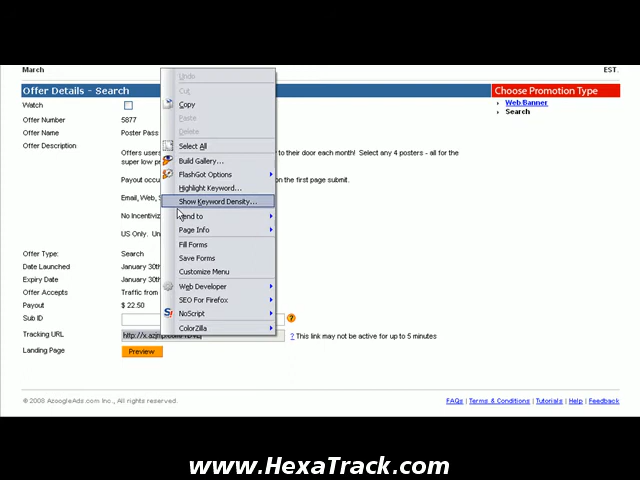 March EST.
Offer Details - Search Choose Promotion Type
Watch
› Web Banner
› Search
Offer Number 5877
Offer Name Poster Pass
Offer Description
Offers users to their door each month! Select any 4 posters - all for the
super low pr
Payout occu on the first page submit.
Email, Web, S
No Incentiviz
US Only. Un
Offer Type: Search
Date Launched January 30th
Expiry Date January 30th
Offer Accepts Traffic from
Payout $ 22.50
Sub ID ?
Tracking URL ? This link may not be active for up to 5 minutes
Landing Page Preview
Undo
Cut
Copy
Paste
Delete
Select All
Build Gallery...
FlashGot Options
Highlight Keyword...
Show Keyword Density...
Send to
Page Info
Fill Forms
Save Forms
Customize Menu
Web Developer
SEO For Firefox
NoScript
ColorZilla
© 2008 AzoogleAds.com Inc., All rights reserved. FAQs | Terms & Conditions | Tutorials | Help | Feedback
www.HexaTrack.com